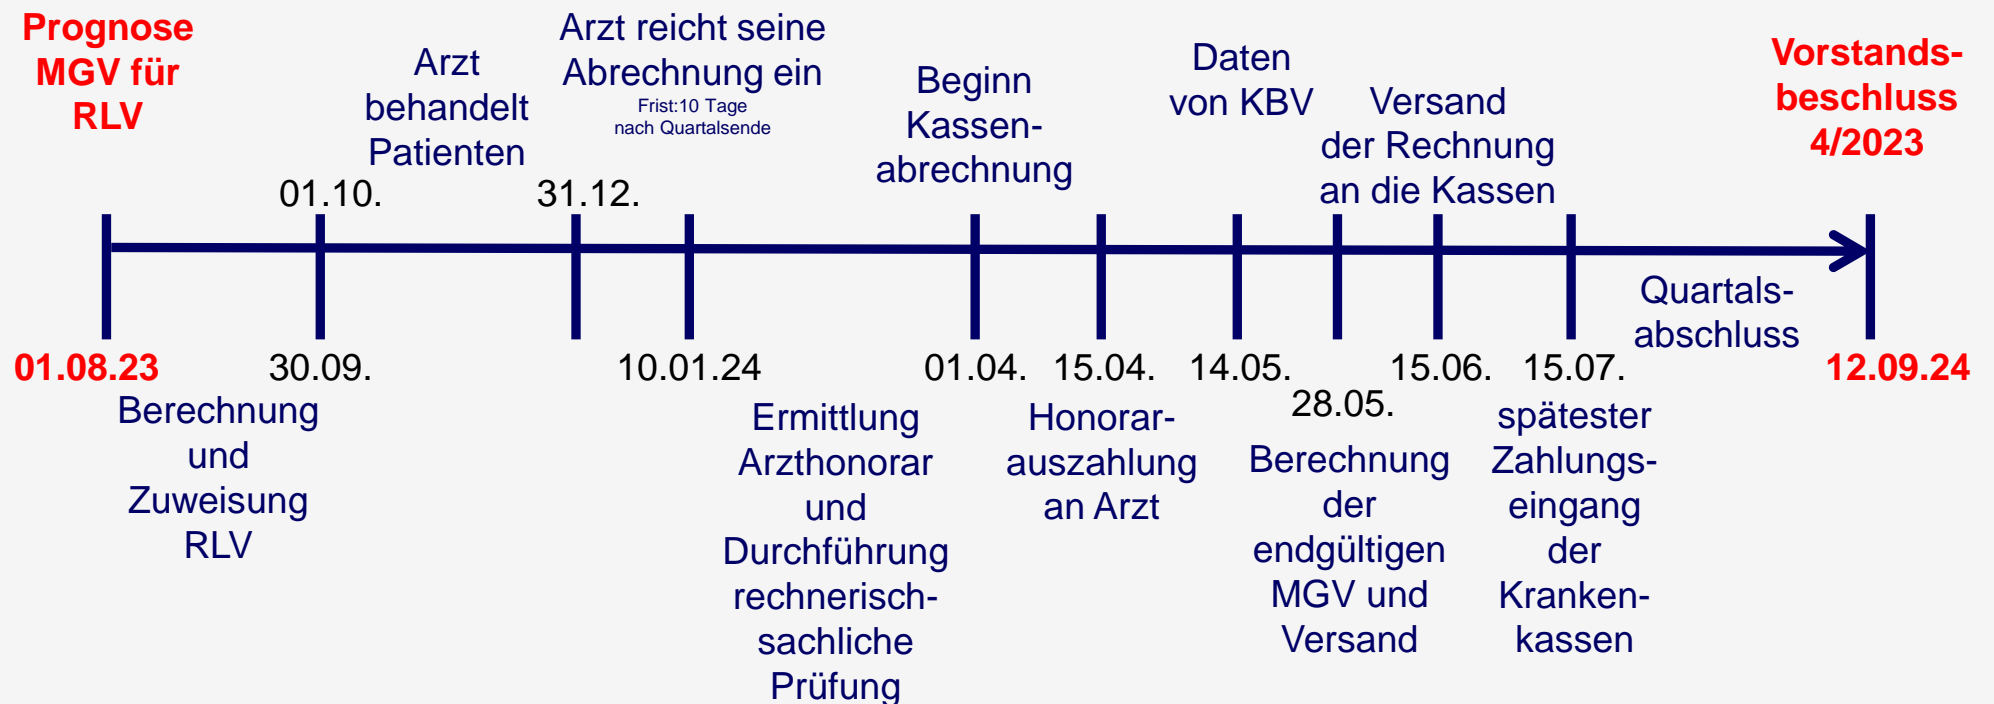 Prognose
MGV für
RLV
Arzt
behandelt
Patienten
Arzt reicht seine
Abrechnung ein
Frist:10 Tage
nach Quartalsende
Beginn
Kassen-
abrechnung
Daten
von KBV
Versand
der Rechnung
an die Kassen
Vorstands-
beschluss
4/2023
01.10.
31.12.
Quartals-
abschluss
01.08.23
30.09.
10.01.24
01.04.
15.04.
14.05.
28.05.
15.06.
15.07.
12.09.24
Berechnung
und
Zuweisung
RLV
Ermittlung
Arzthonorar
und
Durchführung
rechnerisch-
sachliche
Prüfung
Honorar-
auszahlung
an Arzt
Berechnung
der
endgültigen
MGV und
Versand
spätester
Zahlungs-
eingang
der
Kranken-
kassen